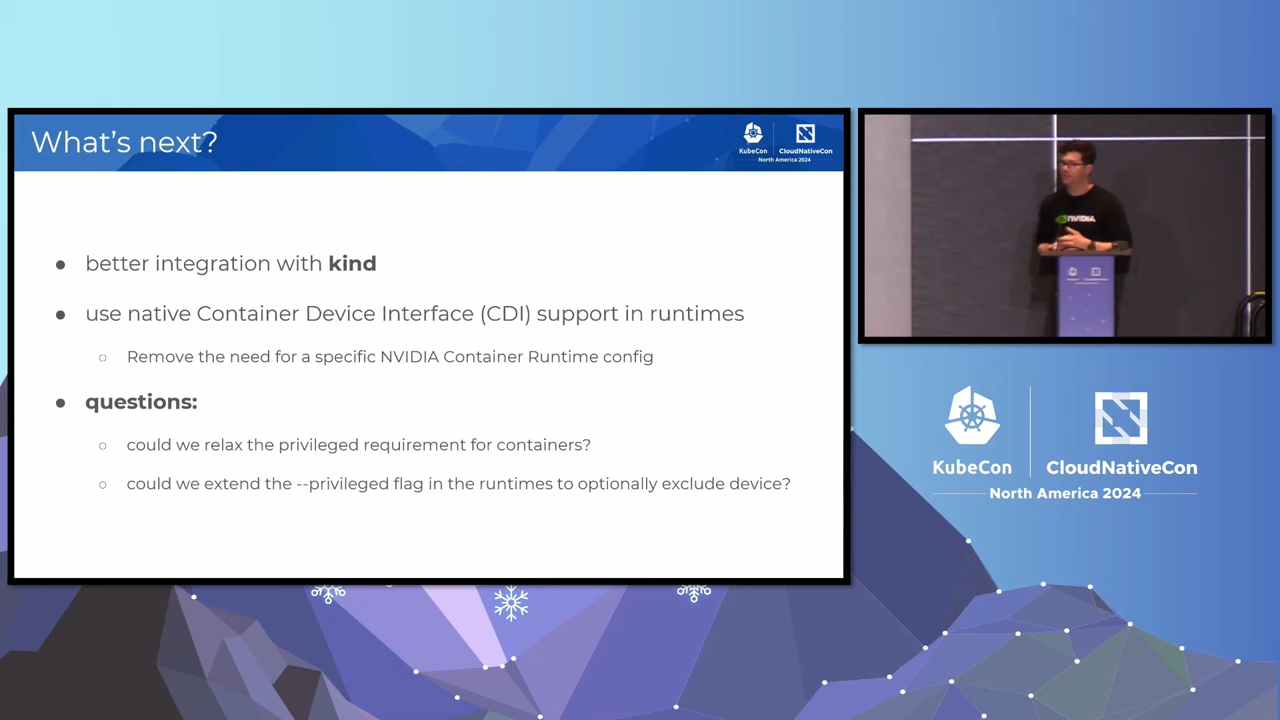 What's next?
KubeCon
CloudNativeCon
North America 2024
better integration with kind
use native Container Device Interface (CDI) support in runtimes
Remove the need for a specific NVIDIA Container Runtime config
questions:
could we relax the privileged requirement for containers?
could we extend the --privileged flag in the runtimes to optionally exclude device?
NVIDIA
KubeCon
CloudNativeCon
North America 2024